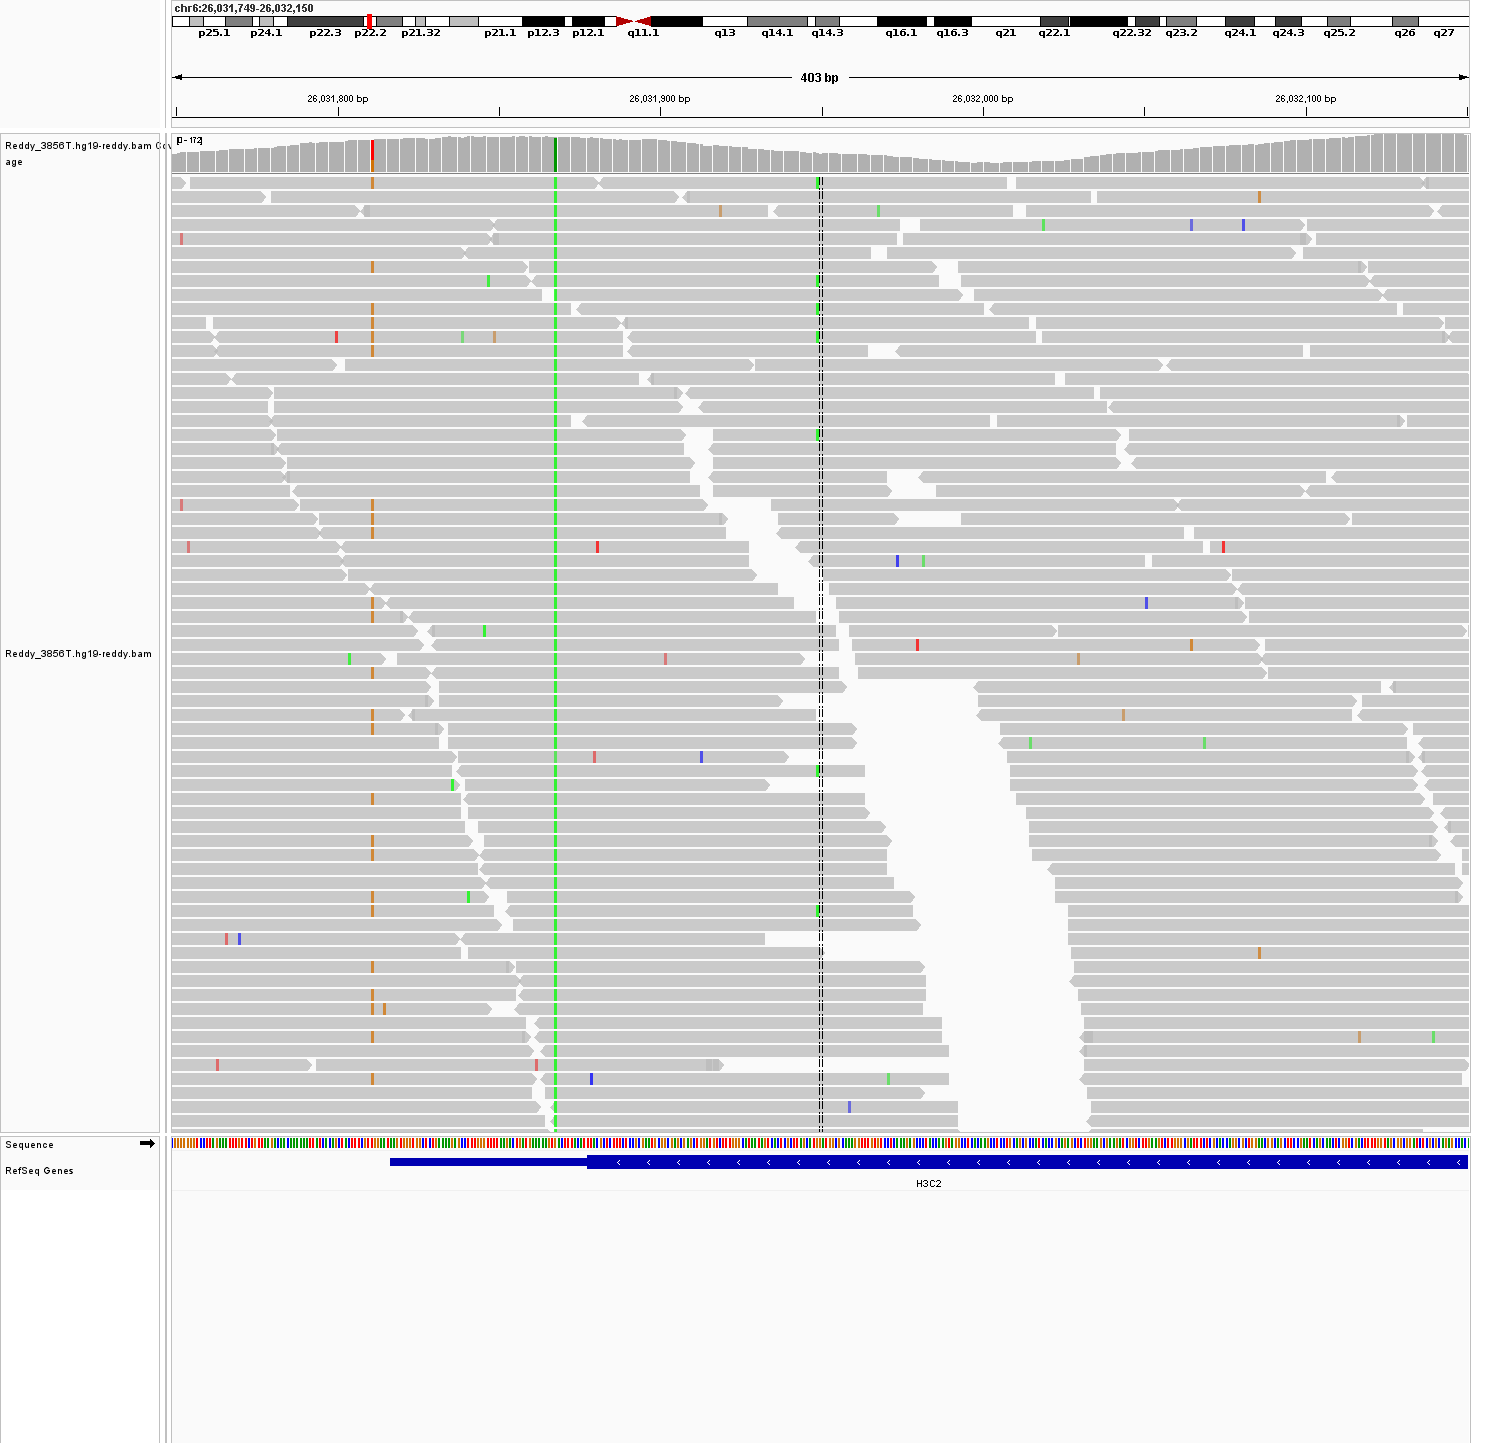 chr6:26,031,749-26,032,150
p25.1 p24.1 p22.3 p22.2 p21.32 p21.1 p12.3 p12.1 q11.1 q13 q14.1 q14.3 q16.1 q16.3 q21 q22.1 q22.32 q23.2 q24.1 q24.3 q25.2 q26 q27
403 bp
26,031,800 bp 26,031,900 bp 26,032,000 bp 26,032,100 bp
[0 - 172]
Reddy_3856T.hg19-reddy.bam Cov
age
Reddy_3856T.hg19-reddy.bam
Sequence
RefSeq Genes
H3C2